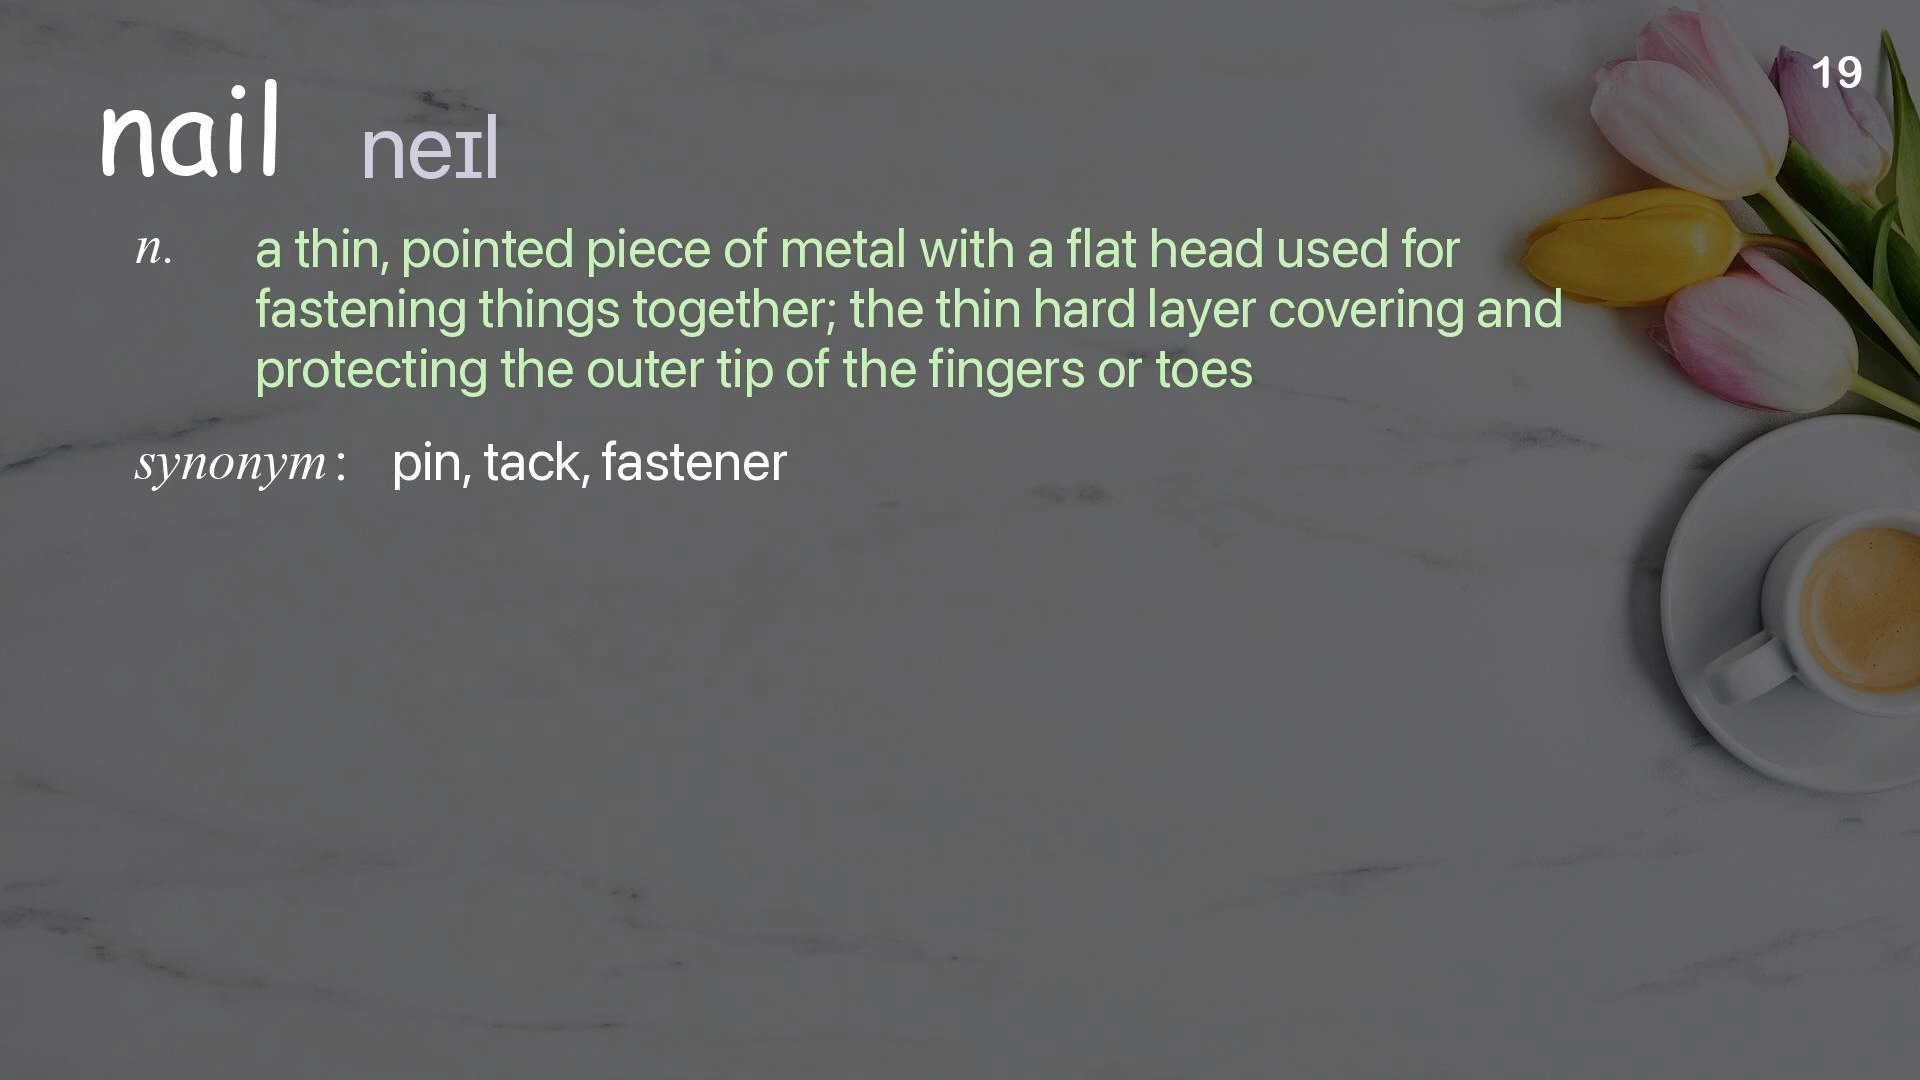 19
nail neɪl
n. a thin, pointed piece of metal with a flat head used for
fastening things together; the thin hard layer covering and
protecting the outer tip of the fingers or toes
synonym : pin, tack, fastener